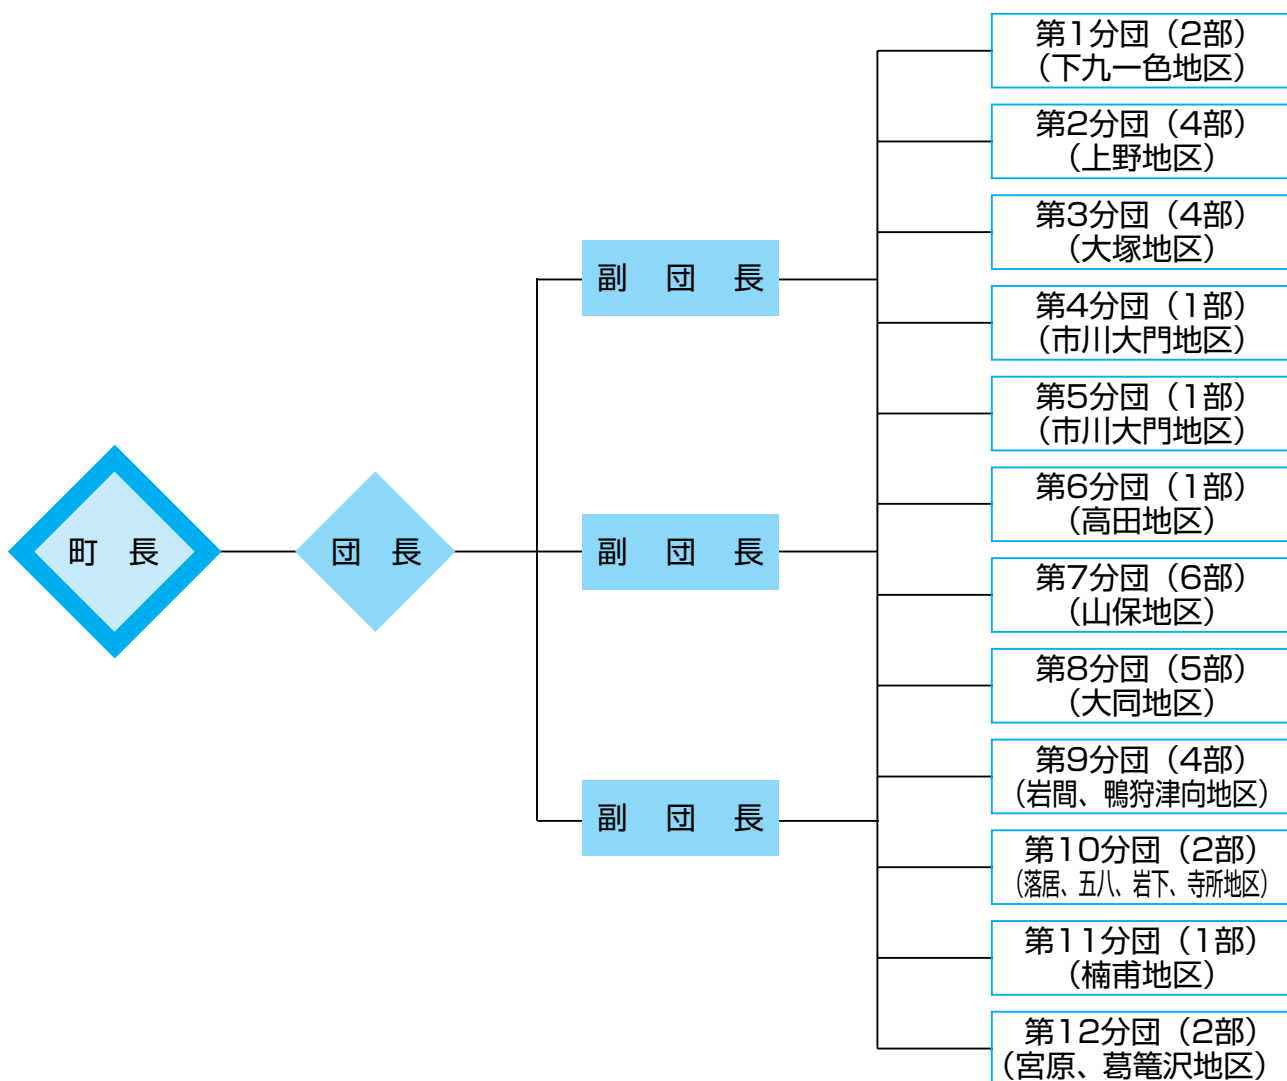 町　長
団　長
副　団　長
副　団　長
副　団　長
第1分団（2部）
（下九一色地区）
第2分団（4部）
（上野地区）
第3分団（4部）
（大塚地区）
第4分団（1部）
（市川大門地区）
第5分団（1部）
（市川大門地区）
第6分団（1部）
（高田地区）
第7分団（6部）
（山保地区）
第8分団（5部）
（大同地区）
第9分団（4部）
（岩間、鴨狩津向地区）
第10分団（2部）
（落居、五八、岩下、寺所地区）
第11分団（1部）
（楠甫地区）
第12分団（2部）
（宮原、葛篭沢地区）